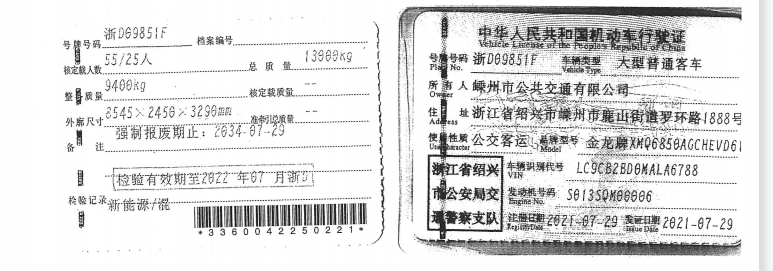 号牌号码 浙D09851F 档案编号
核定载人数 55/25人 总质量 13000kg
整备质量 9400kg 核定载质量 --
外廓尺寸 8545×2450×3290mm 准牵引总质量 --
备注 强制报废期止：2034-07-29
检验有效期至2022 年07 月浙D
检验记录 新能源/混
*3360042250221*
中华人民共和国机动车行驶证
Vehicle License of the People's Republic of China
号牌号码 浙D09851F 车辆类型 大型普通客车
Plate No. Vehicle Type
所有人 嵊州市公共交通有限公司
Owner
住址 浙江省绍兴市嵊州市鹿山街道罗环路1888号
Address
使用性质 公交客运 品牌型号 金龙牌XMQ6850AGCHEVD61
Use Character Model
浙江省绍兴 车辆识别代号 LC9CB2BD0MALA6788
VIN
市公安局交 发动机号码 S013SQM00006
Engine No.
通警察支队 注册日期 2021-07-29 发证日期 2021-07-29
Register Date Issue Date